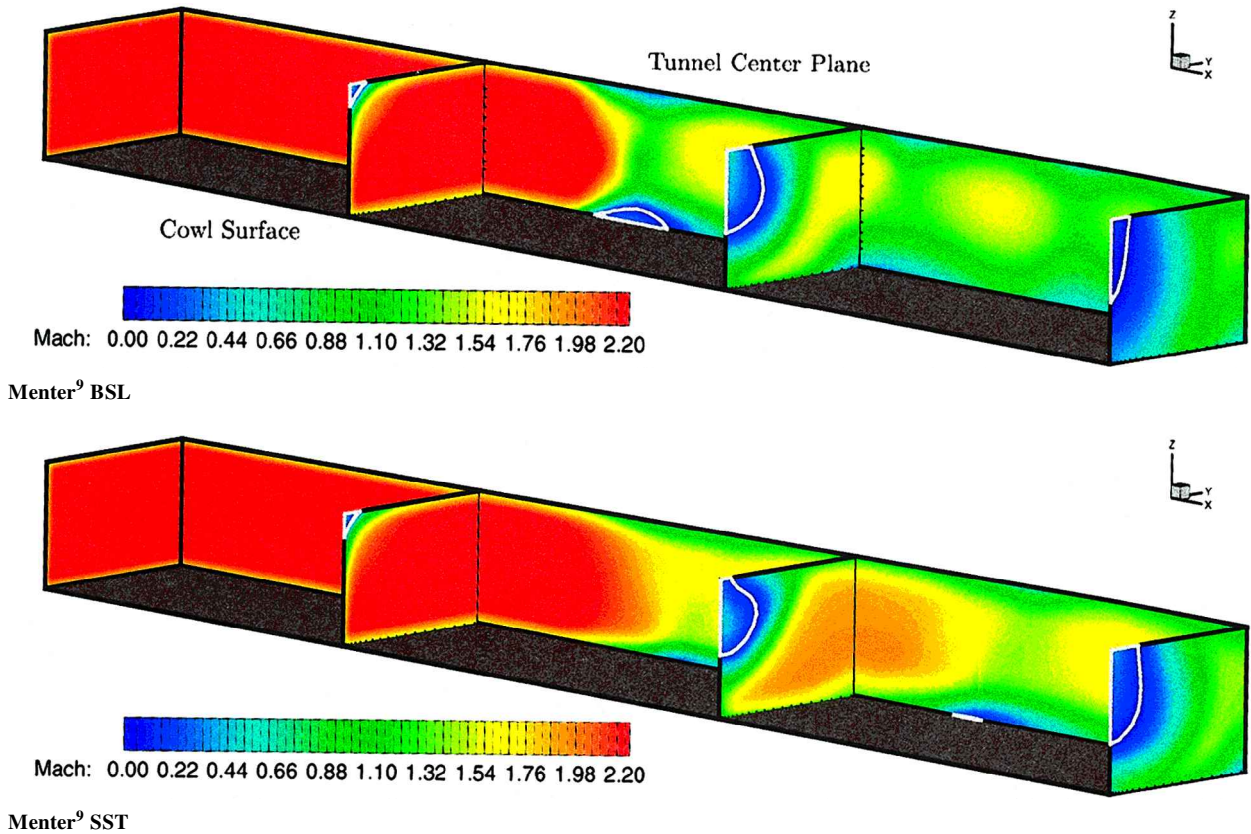 Z
Y
X
Tunnel Center Plane
Cowl Surface
Mach: 0.00 0.22 0.44 0.66 0.88 1.10 1.32 1.54 1.76 1.98 2.20
Menter⁹ BSL
Z
Y
X
Mach: 0.00 0.22 0.44 0.66 0.88 1.10 1.32 1.54 1.76 1.98 2.20
Menter⁹ SST